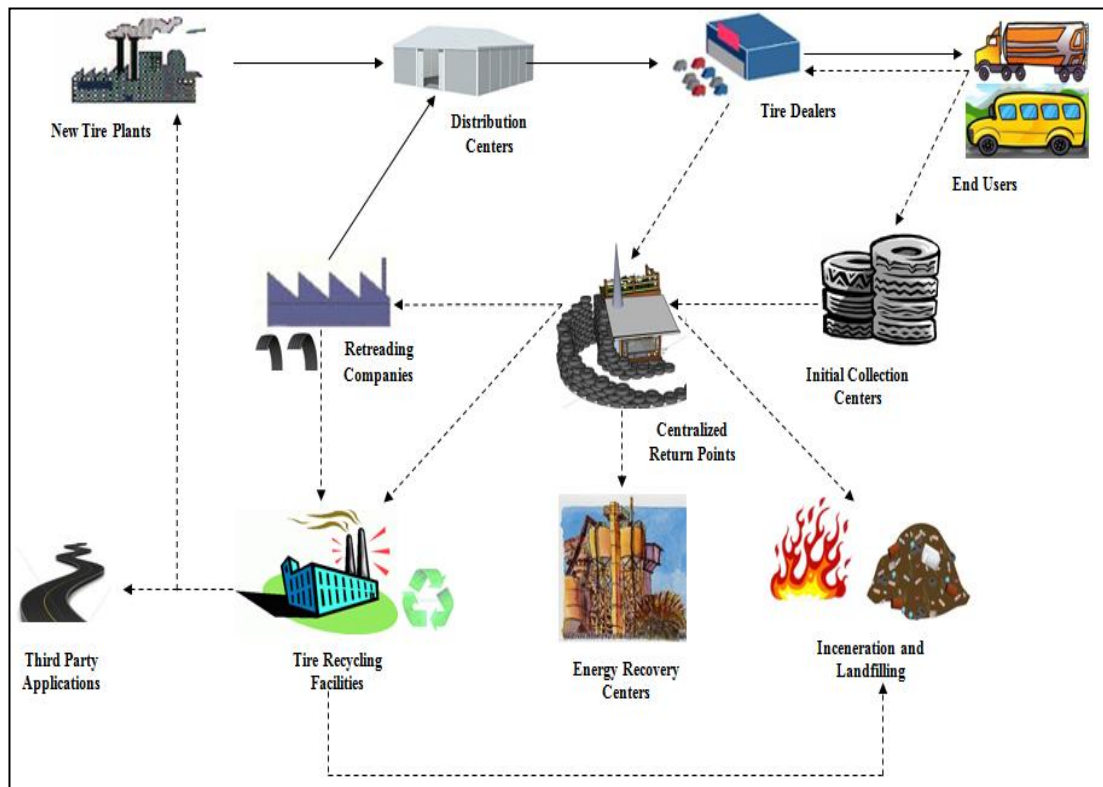 New Tire Plants
Distribution
Centers
Tire Dealers
End Users
Retreading
Companies
Centralized
Return Points
Initial Collection
Centers
Third Party
Applications
Tire Recycling
Facilities
Energy Recovery
Centers
Inceneration and
Landfilling